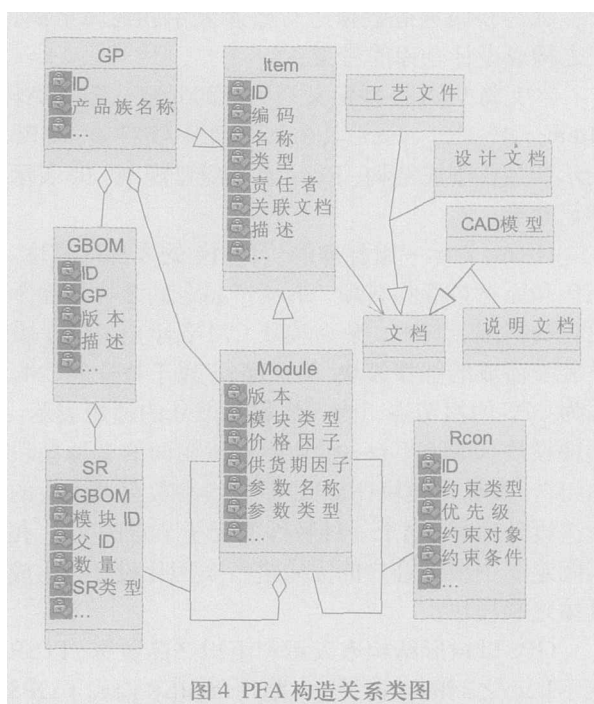 GP
ID
产品族名称
...
Item
ID
编码
名称
类型
责任者
关联文档
描述
...
工艺文件
设计文档
CAD模型
说明文档
文档
GBOM
ID
GP
版本
描述
...
Module
版本
模块类型
价格因子
供货期因子
参数名称
参数类型
...
SR
GBOM
模块ID
父ID
数量
SR类型
...
Rcon
ID
约束类型
优先级
约束对象
约束条件
...
图4 PFA构造关系类图